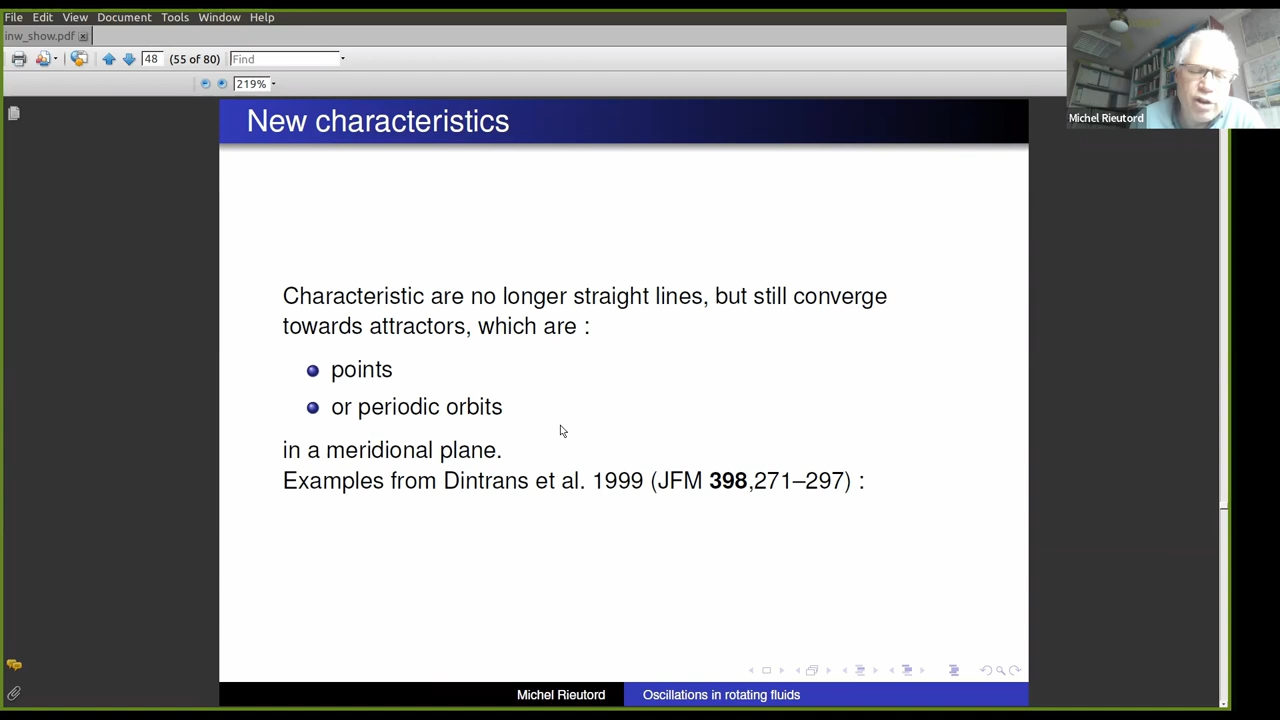 File Edit View Document Tools Window Help
inw_show.pdf
48 (55 of 80) Find
219%
Michel Rieutord
New characteristics
Characteristic are no longer straight lines, but still converge
towards attractors, which are :
points
or periodic orbits
in a meridional plane.
Examples from Dintrans et al. 1999 (JFM 398,271–297) :
Michel Rieutord Oscillations in rotating fluids